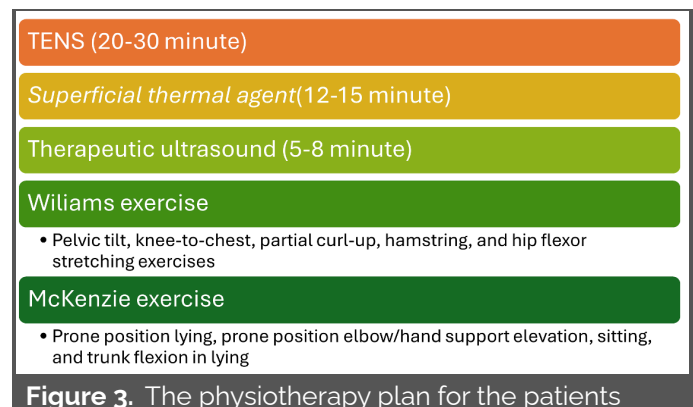 TENS (20-30 minute)
Superficial thermal agent(12-15 minute)
Therapeutic ultrasound (5-8 minute)
Wiliams exercise
• Pelvic tilt, knee-to-chest, partial curl-up, hamstring, and hip flexor
stretching exercises
McKenzie exercise
• Prone position lying, prone position elbow/hand support elevation, sitting,
and trunk flexion in lying
Figure 3. The physiotherapy plan for the patients